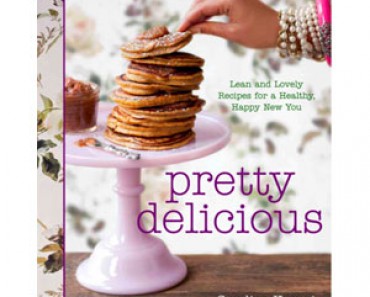 Lean and Lovely
Recipes for a Healthy,
Happy New You
pretty
delicious